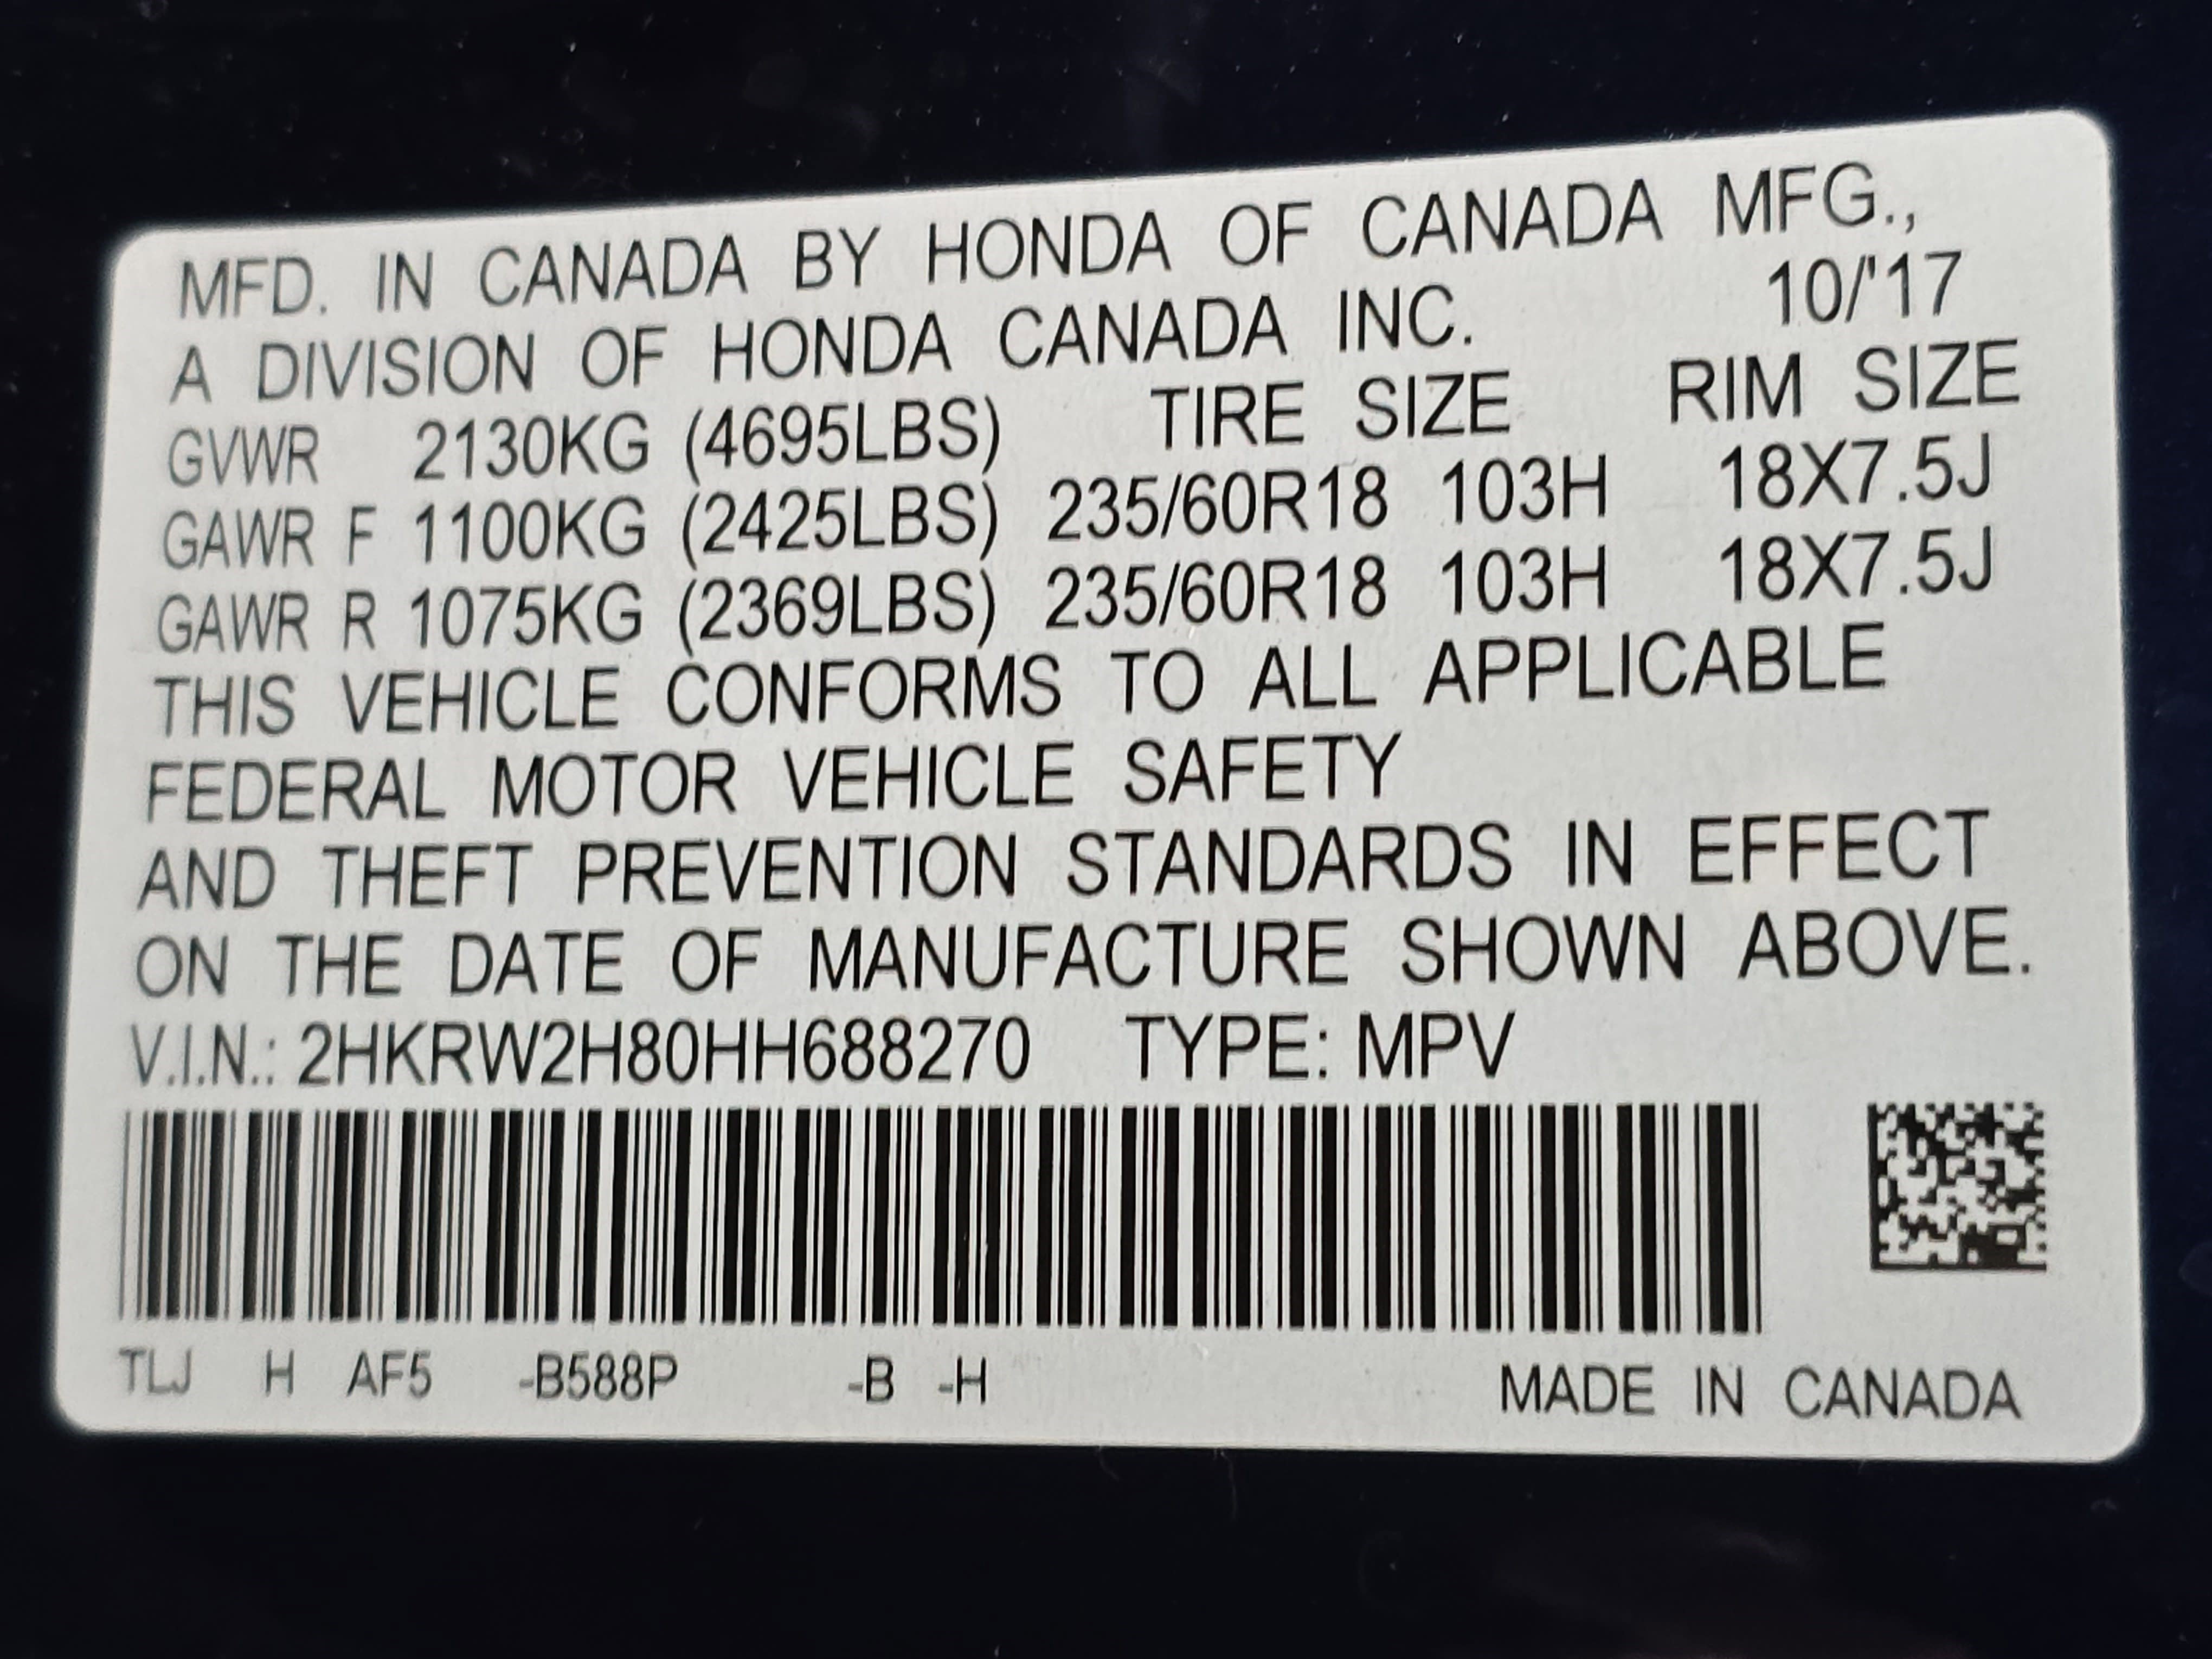 MFD. IN CANADA BY HONDA OF CANADA MFG.,
A DIVISION OF HONDA CANADA INC. 10/'17
GVWR 2130KG (4695LBS) TIRE SIZE RIM SIZE
GAWR F 1100KG (2425LBS) 235/60R18 103H 18X7.5J
GAWR R 1075KG (2369LBS) 235/60R18 103H 18X7.5J
THIS VEHICLE CONFORMS TO ALL APPLICABLE
FEDERAL MOTOR VEHICLE SAFETY
AND THEFT PREVENTION STANDARDS IN EFFECT
ON THE DATE OF MANUFACTURE SHOWN ABOVE.
V.I.N.: 2HKRW2H80HH688270 TYPE: MPV
TLJ H AF5 -B588P -B -H MADE IN CANADA